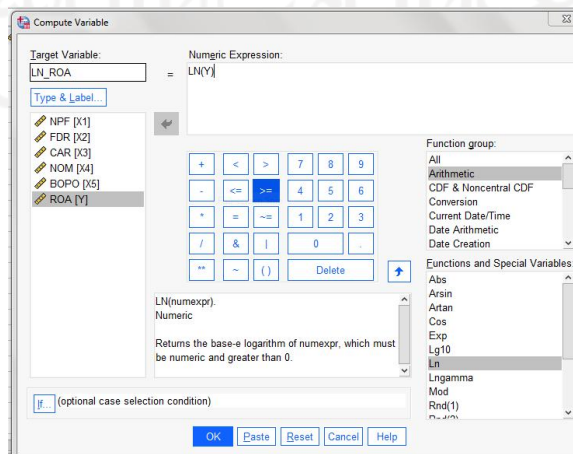 Compute Variable
Target Variable:
LN_ROA
=
Numeric Expression:
LN(Y)
Type & Label...
NPF [X1]
FDR [X2]
CAR [X3]
NOM [X4]
BOPO [X5]
ROA [Y]
+ < > 7 8 9
- <= >= 4 5 6
* = ~= 1 2 3
/ & | 0 .
** ~ ( ) Delete
LN(numexpr).
Numeric
Returns the base-e logarithm of numexpr, which must
be numeric and greater than 0.
Function group:
All
Arithmetic
CDF & Noncentral CDF
Conversion
Current Date/Time
Date Arithmetic
Date Creation
Functions and Special Variables:
Abs
Arsin
Artan
Cos
Exp
Lg10
Ln
Lngamma
Mod
Rnd(1)
If... (optional case selection condition)
OK Paste Reset Cancel Help